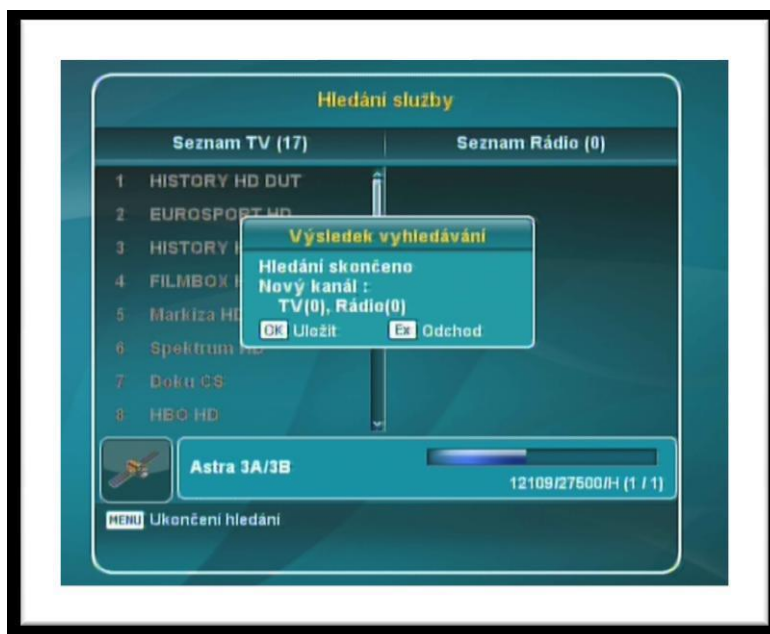 Hledání služby
Seznam TV (17)
Seznam Rádio (0)
1 HISTORY HD DUT
2 EUROSPORT HD
3 HISTORY
4 FILMBOX
5 Markíza HD
6 Spektrum HD
7 Doku CS
8 HBO HD
Výsledek vyhledávání
Hledání skončeno
Nový kanál :
TV(0), Rádio(0)
OK Uložit Ex Odchod
Astra 3A/3B
12109/27500/H (1 / 1)
MENU Ukončení hledání